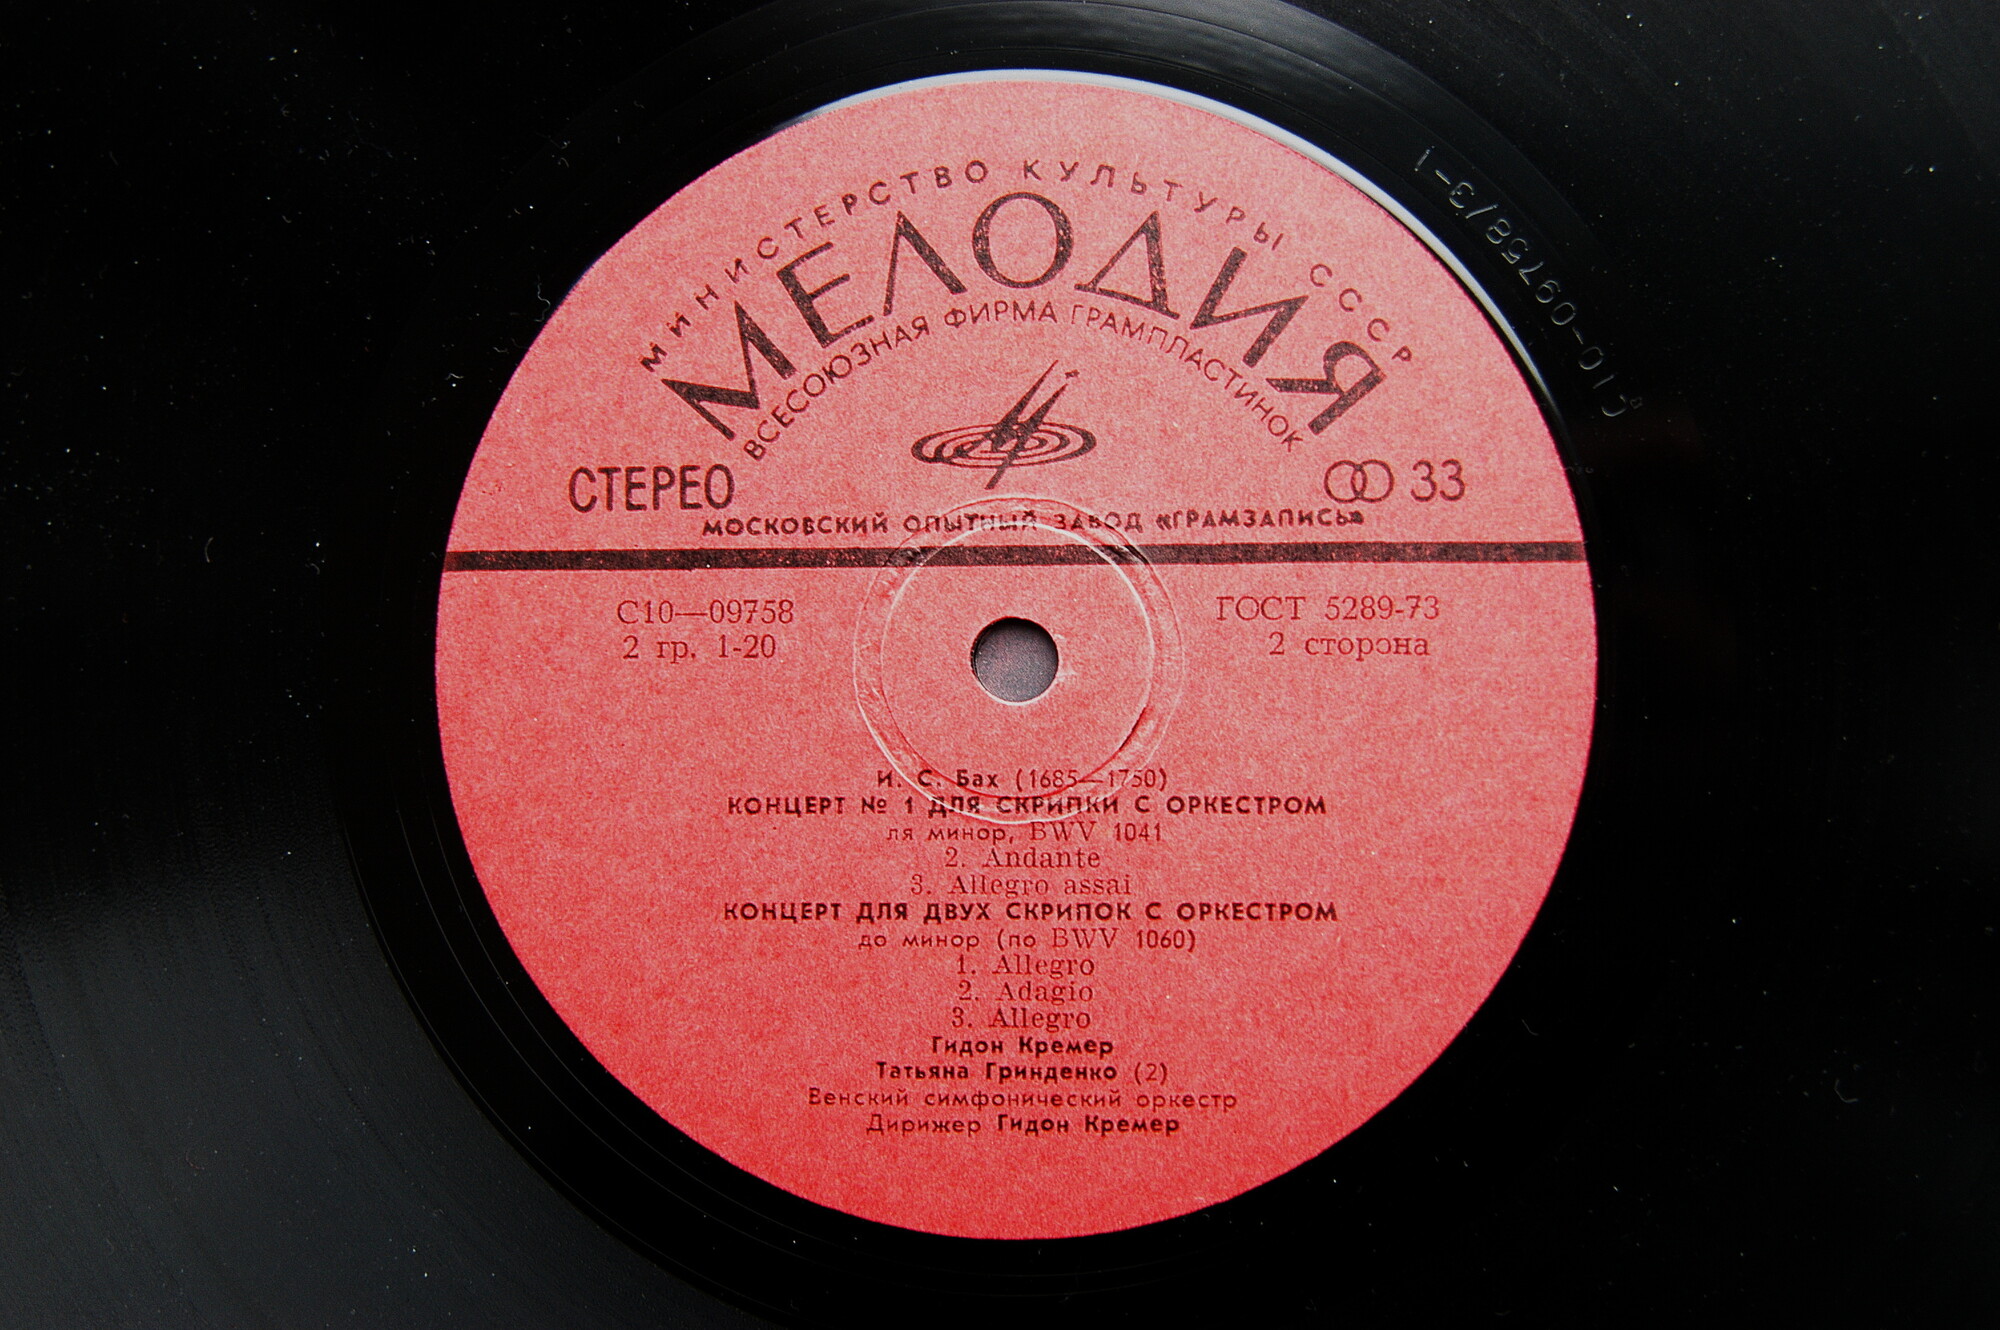 МИНИСТЕРСТВО КУЛЬТУРЫ СССР
МЕЛОДИЯ
ВСЕСОЮЗНАЯ ФИРМА ГРАМПЛАСТИНОК
СТЕРЕО
33
МОСКОВСКИЙ ОПЫТНЫЙ ЗАВОД «ГРАМЗАПИСЬ»
С10—09758
ГОСТ 5289-73
2 гр. 1-20
2 сторона
И. С. Бах (1685—1750)
КОНЦЕРТ № 1 ДЛЯ СКРИПКИ С ОРКЕСТРОМ
ля минор, BWV 1041
2. Andante
3. Allegro assai
КОНЦЕРТ ДЛЯ ДВУХ СКРИПОК С ОРКЕСТРОМ
до минор (по BWV 1060)
1. Allegro
2. Adagio
3. Allegro
Гидон Кремер
Татьяна Гринденко (2)
Венский симфонический оркестр
Дирижер Гидон Кремер
С10-09758/3-1